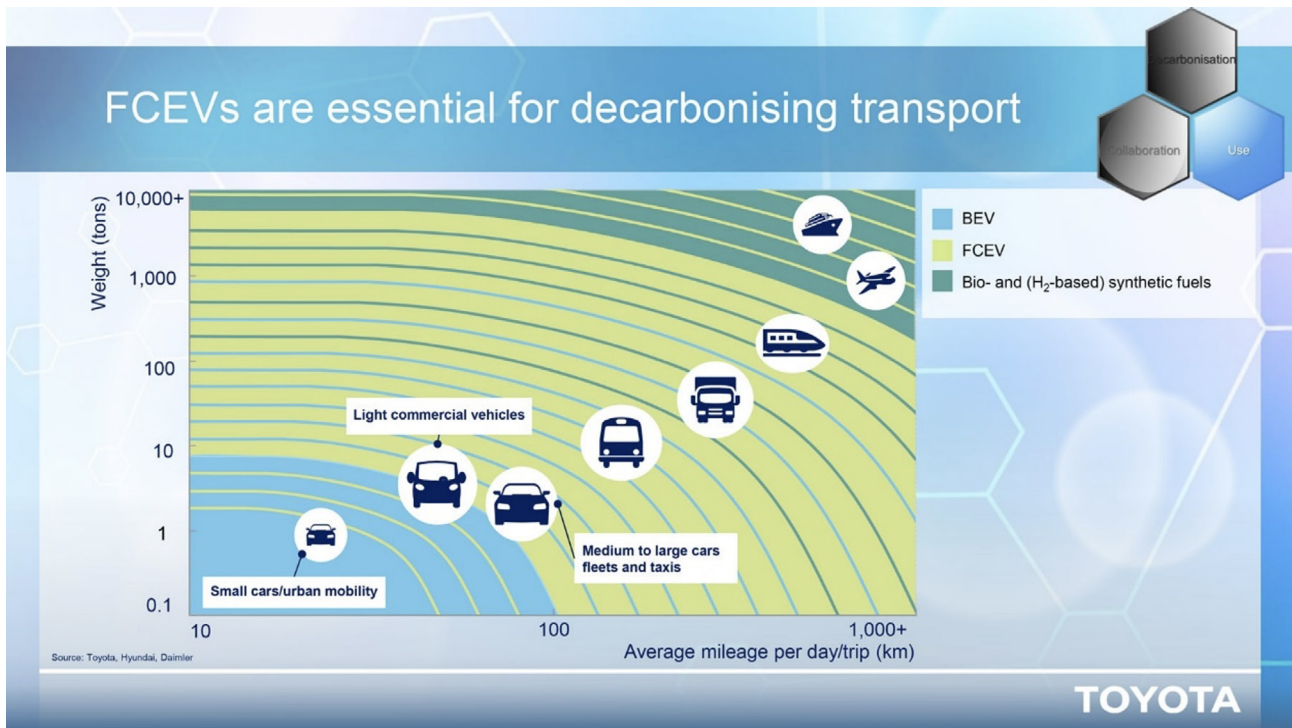 Decarbonisation
FCEVs are essential for decarbonising transport
Collaboration
Use
Weight (tons)
10,000+
1,000
100
10
1
0.1
10
100
1,000+
Average mileage per day/trip (km)
Light commercial vehicles
Medium to large cars
fleets and taxis
Small cars/urban mobility
BEV
FCEV
Bio- and (H₂-based) synthetic fuels
Source: Toyota, Hyundai, Daimler
TOYOTA